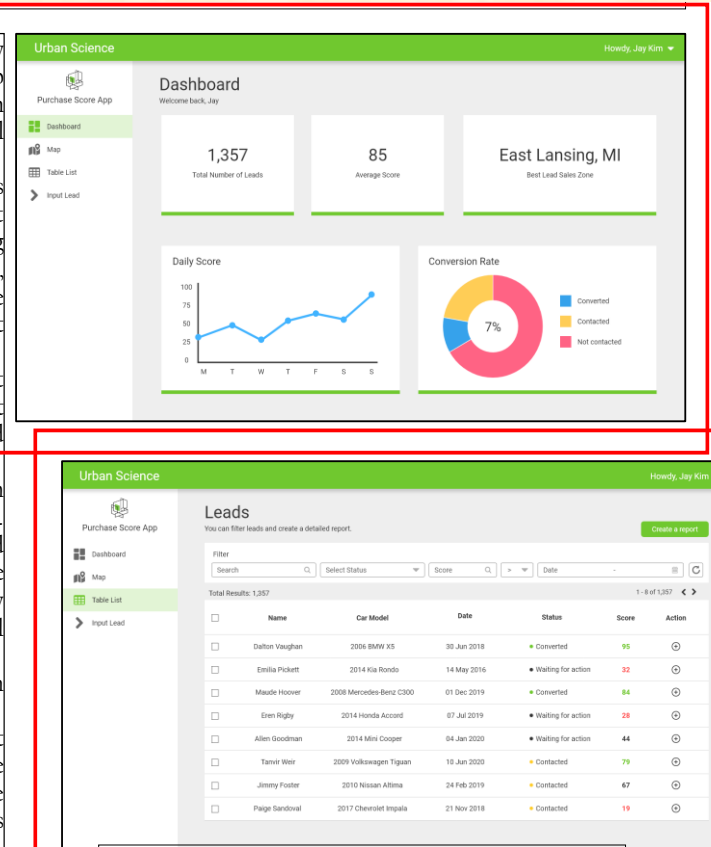 Urban Science
Howdy, Jay Kim
Purchase Score App
Dashboard
Map
Table List
Input Lead
Dashboard
Welcome back, Jay
1,357
Total Number of Leads
85
Average Score
East Lansing, MI
Best Lead Sales Zone
Daily Score
100
75
50
25
0
M T W T F S S
Conversion Rate
7%
Converted
Contacted
Not contacted
Urban Science
Howdy, Jay Kim
Purchase Score App
Dashboard
Map
Table List
Input Lead
Leads
You can filter leads and create a detailed report.
Create a report
Filter
Search Select Status Score > Date -
Total Results: 1,357 1 - 8 of 1,357 < >
Name Car Model Date Status Score Action
Dalton Vaughan 2006 BMW X5 30 Jun 2018 Converted 95
Emilia Pickett 2014 Kia Rondo 14 May 2016 Waiting for action 32
Maude Hoover 2008 Mercedes-Benz C300 01 Dec 2019 Converted 84
Eren Rigby 2014 Honda Accord 07 Jul 2019 Waiting for action 28
Allen Goodman 2014 Mini Cooper 04 Jan 2020 Waiting for action 44
Tanvir Weir 2009 Volkswagen Tiguan 10 Jun 2020 Contacted 79
Jimmy Foster 2010 Nissan Altima 24 Feb 2019 Contacted 67
Paige Sandoval 2017 Chevrolet Impala 21 Nov 2018 Contacted 19